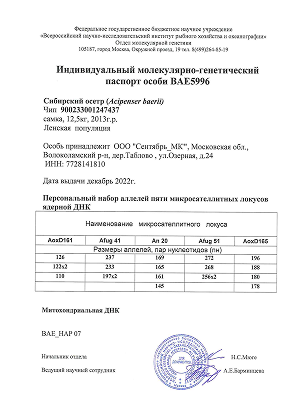 Федеральное государственное бюджетное научное учреждение
«Всероссийский научно-исследовательский институт рыбного хозяйства и океанографии»
Отдел молекулярной генетики
105187, город Москва, Окружной проезд, 19 тел. 8(499)264-65-19
Индивидуальный молекулярно-генетический
паспорт особи BAE5996
Сибирский осетр (Acipenser baerii)
Чип 900233001247437
самка, 12,5кг, 2013г.р.
Ленская популяция
Особь принадлежит ООО "Сентябрь_МК", Московская обл.,
Волоколамский р-н, дер.Таблово , ул.Озерная, д.24
ИНН: 7728141810
Дата выдачи декабрь 2022г.
Персональный набор аллелей пяти микросателлитных локусов
ядерной ДНК
Наименование микросателлитного локуса
AoxD161 Afug 41 An 20 Afug 51 AoxD165
Размеры аллелей, пар нуклеотидов (пн)
126 237 169 272 196
122x2 233 165 268 188
110 197x2 161 256x2 180
145 178
Митохондриальная ДНК
BAE_HAP 07
Начальник отдела Н.С.Мюге
Ведущий научный сотрудник А.Е.Барминцева